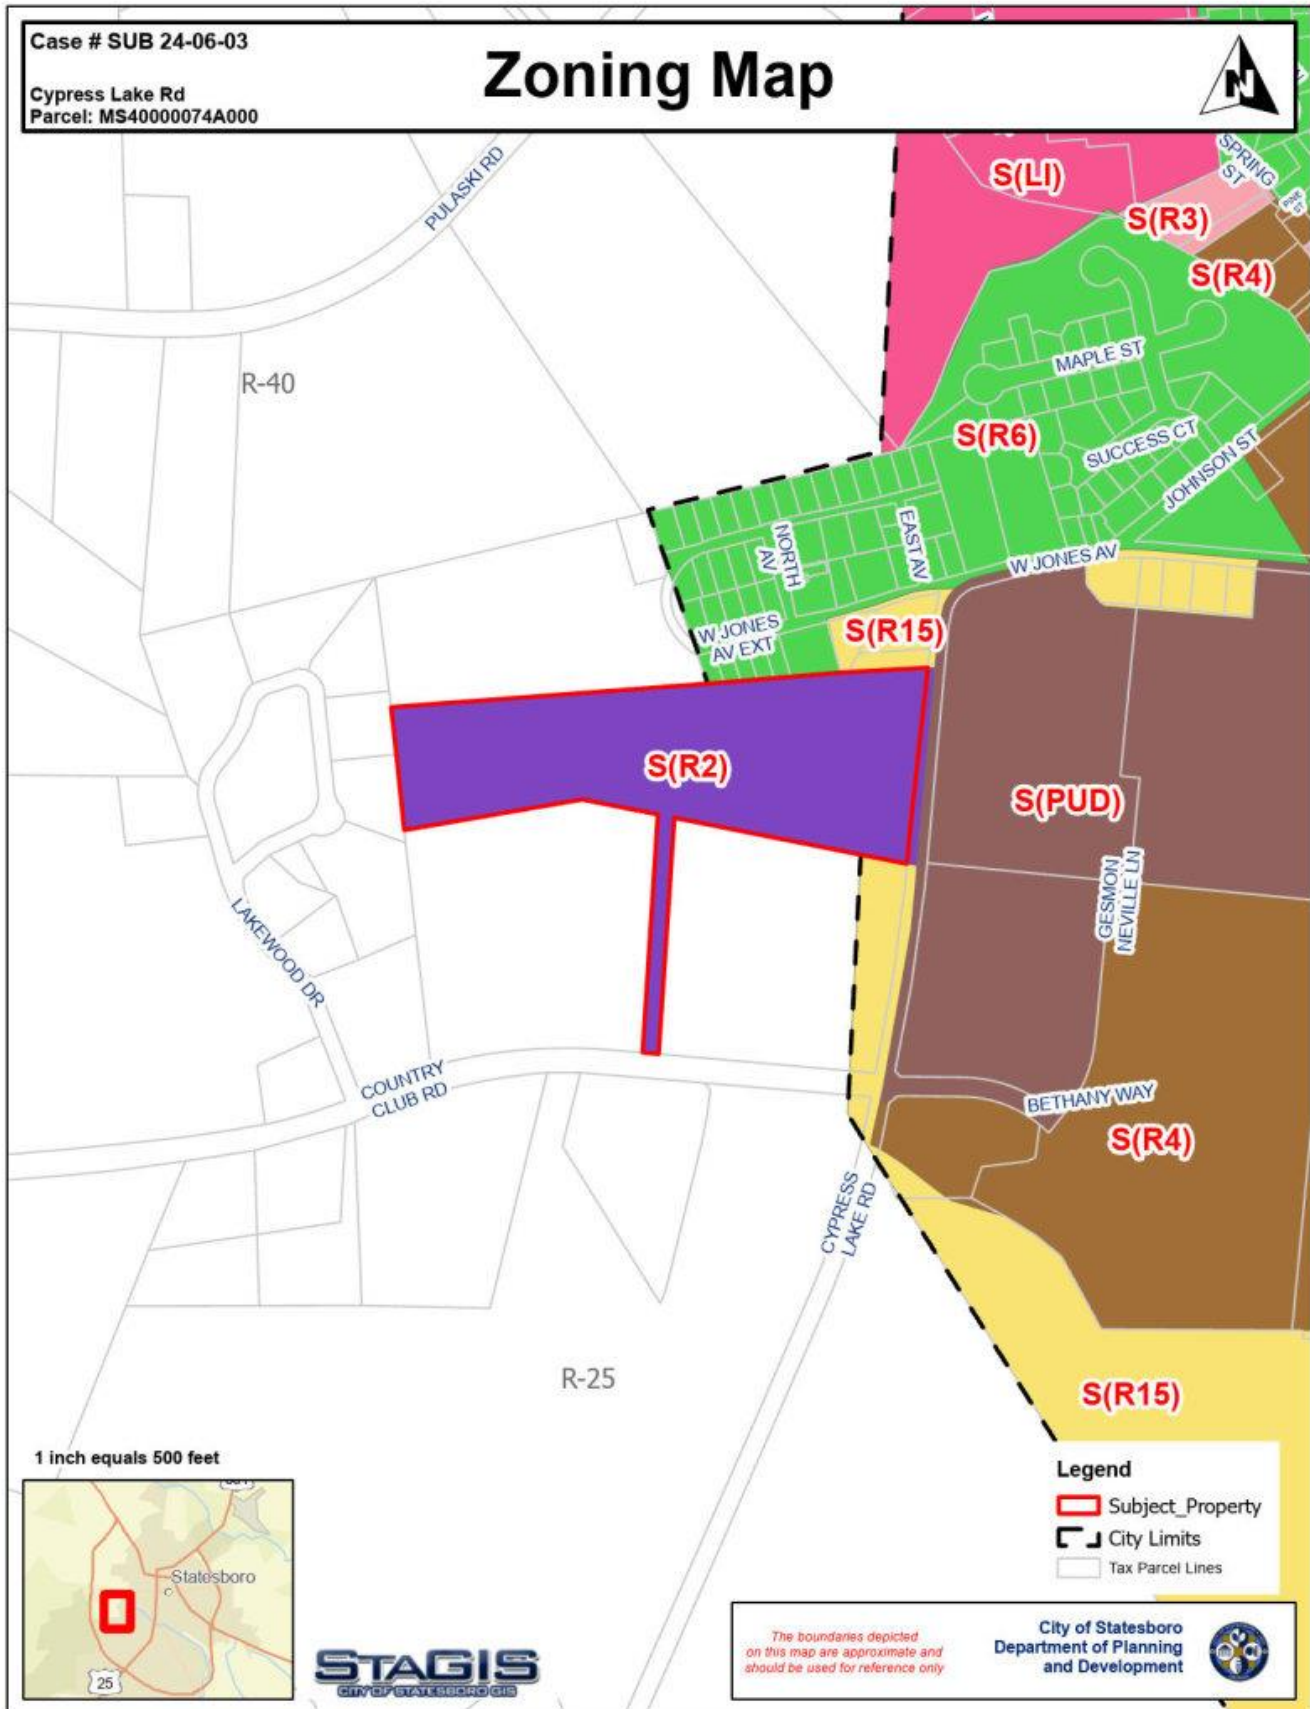 Case # SUB 24-06-03
Cypress Lake Rd
Parcel: MS40000074A000
Zoning Map
N
PULASKI RD
S(LI)
SPRING
ST
PINE
ST
S(R3)
S(R4)
R-40
MAPLE ST
S(R6)
SUCCESS CT
JOHNSON ST
NORTH
AV
EAST AV
W JONES AV
W JONES
AV EXT
S(R15)
S(R2)
S(PUD)
GESMON
NEVILLE LN
LAKEWOOD DR
COUNTRY
CLUB RD
BETHANY WAY
S(R4)
CYPRESS
LAKE RD
R-25
S(R15)
1 inch equals 500 feet
Statesboro
25
STAGIS
CITY OF STATESBORO GIS
Legend
Subject_Property
City Limits
Tax Parcel Lines
The boundaries depicted
on this map are approximate and
should be used for reference only
City of Statesboro
Department of Planning
and Development